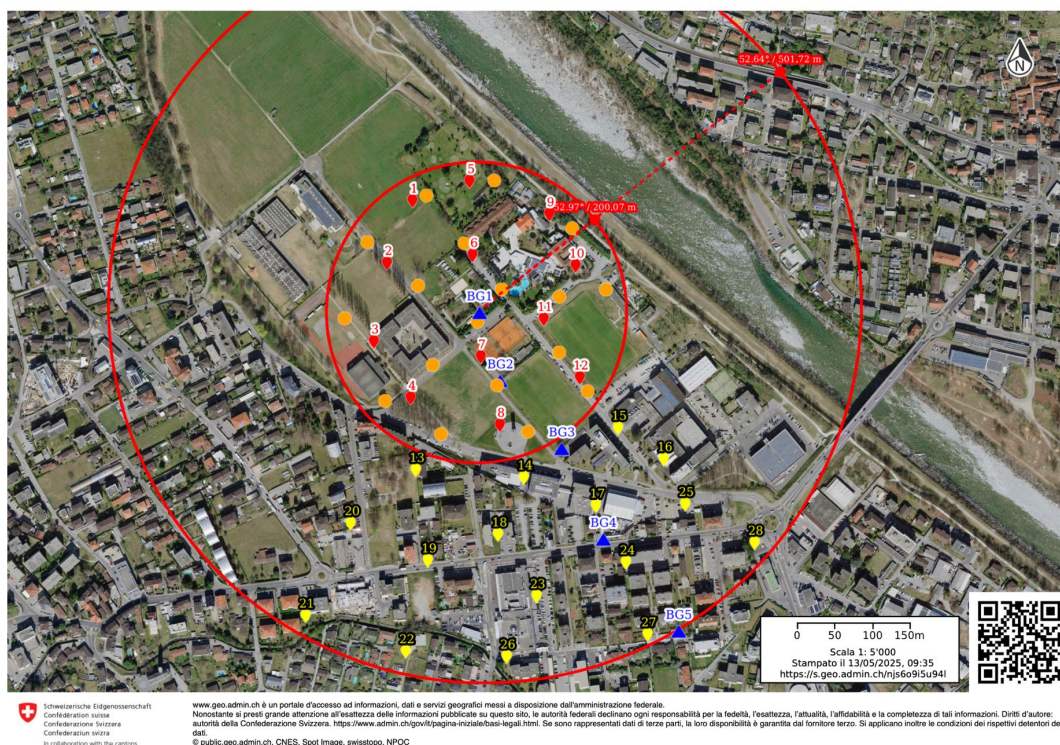 52.64° / 501,72 m
N
5
1
9
52.97° / 200,07 m
6
2
10
BG1
11
3
7
BG2
12
4
8
15
BG3
13
14
16
17
25
20
18
BG4
28
19
24
23
21
27
BG5
22
26
0 50 100 150m
Scala 1: 5'000
Stampato il 13/05/2025, 09:35
https://s.geo.admin.ch/njs6o9i5u94l
Schweizerische Eidgenossenschaft
Confédération suisse
Confederazione Svizzera
Confederaziun svizra
In collaboration with the cantons
www.geo.admin.ch è un portale d'accesso ad informazioni, dati e servizi geografici messi a disposizione dall'amministrazione federale.
Nonostante si presti grande attenzione all'esattezza delle informazioni pubblicate su questo sito, le autorità federali declinano ogni responsabilità per la fedeltà, l'esattezza, l'attualità, l'affidabilità e la completezza di tali informazioni. Diritti d'autore:
autorità della Confederazione Svizzera. https://www.admin.ch/gov/it/pagina-iniziale/basi-legali.html. Se sono rappresentati dati di terze parti, la loro disponibilità è garantita dal fornitore terzo. Si applicano inoltre le condizioni dei rispettivi detentori de
dati.
© public.geo.admin.ch, CNES, Spot Image, swisstopo, NPOC